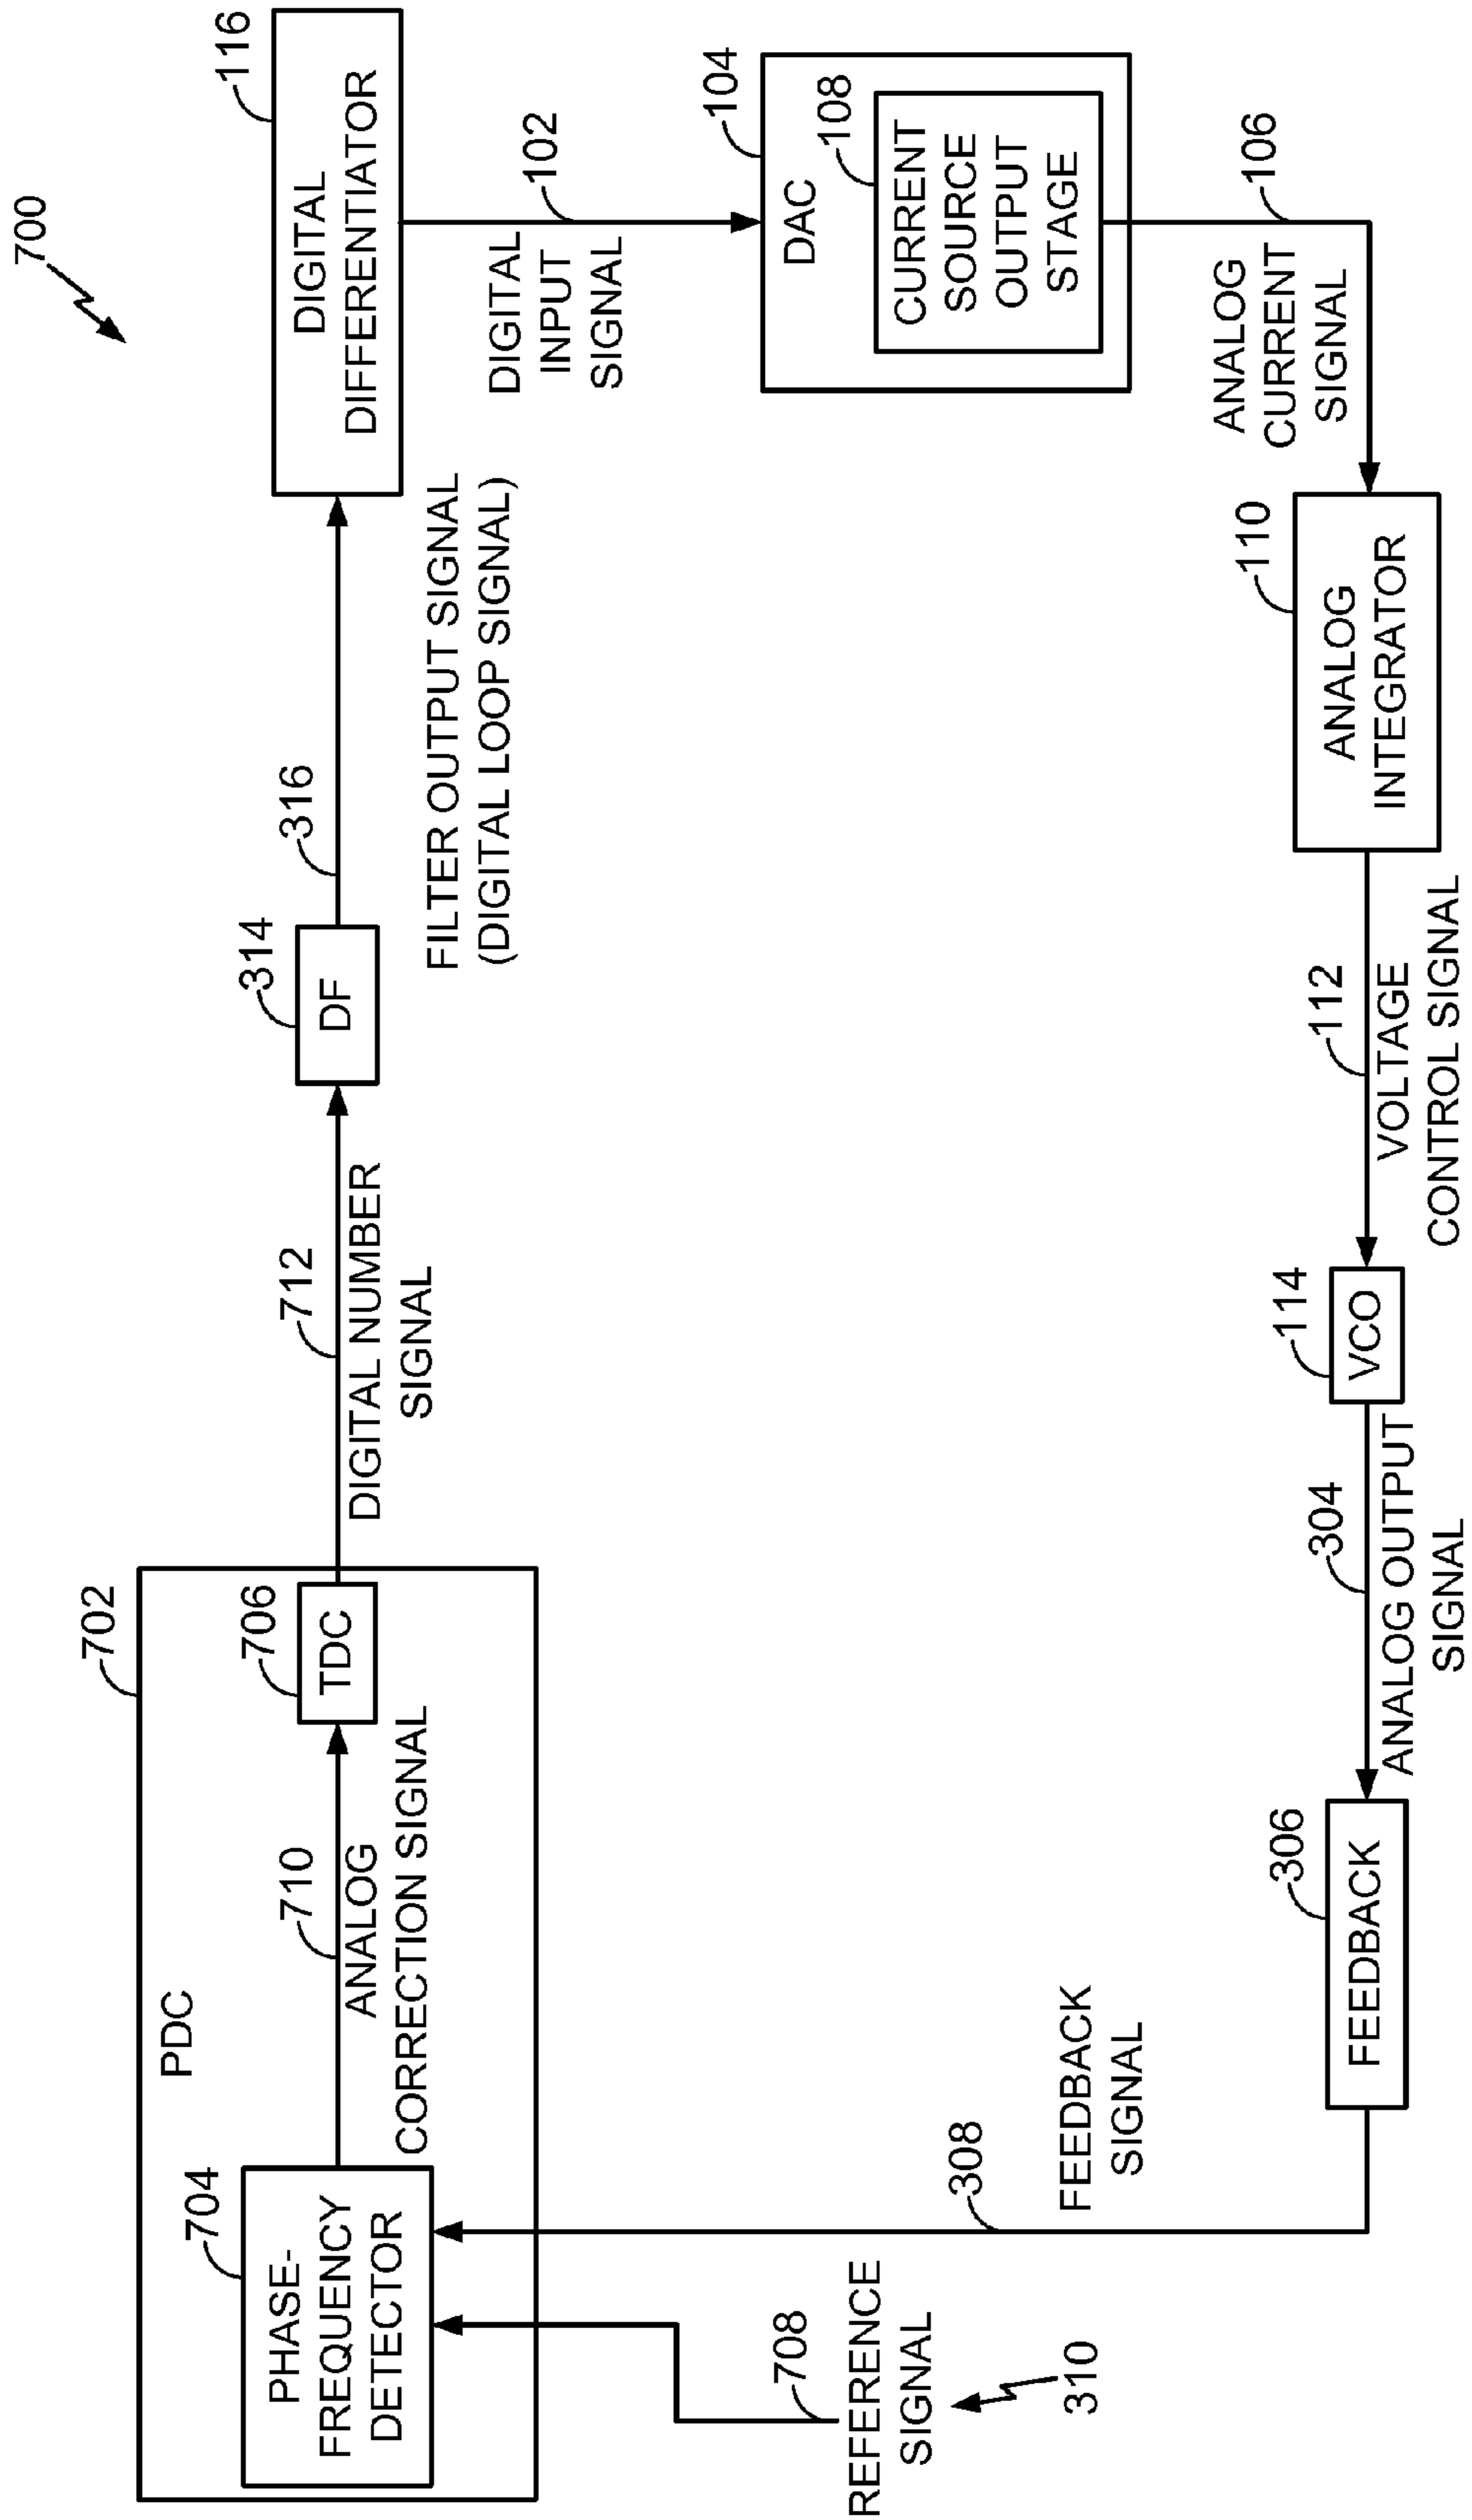 700
702
PDC
704
PHASE-
FREQUENCY
DETECTOR
710
ANALOG
CORRECTION SIGNAL
706
TDC
712
DIGITAL NUMBER
SIGNAL
314
DF
316
FILTER OUTPUT SIGNAL
(DIGITAL LOOP SIGNAL)
116
DIGITAL
DIFFERENTIATOR
DIGITAL
INPUT
SIGNAL
102
104
DAC
108
CURRENT
SOURCE
OUTPUT
STAGE
ANALOG
CURRENT
SIGNAL
106
110
ANALOG
INTEGRATOR
112
VOLTAGE
CONTROL SIGNAL
114
VCO
304
ANALOG OUTPUT
SIGNAL
306
FEEDBACK
308
FEEDBACK
SIGNAL
708
REFERENCE
SIGNAL
310